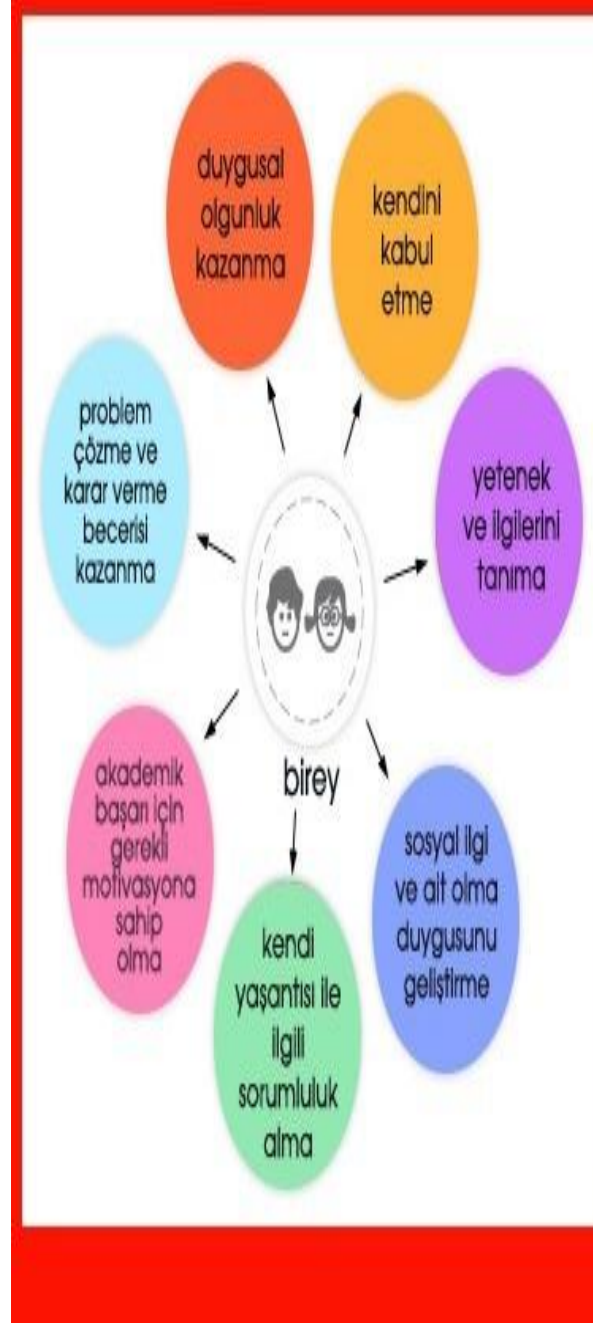 duygusal
olgunluk
kazanma
kendini
kabul
etme
yetenek
ve ilgilerini
tanıma
sosyal ilgi
ve ait olma
duygusunu
geliştirme
kendi
yaşantısı ile
ilgili
sorumluluk
alma
akademik
başarı için
gerekli
motivasyona
sahip
olma
problem
çözme ve
karar verme
becerisi
kazanma
birey